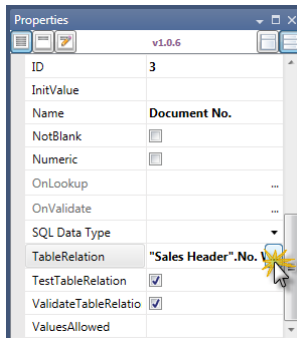 Properties
v1.0.6
ID 3
InitValue
Name Document No.
NotBlank
Numeric
OnLookup ...
OnValidate ...
SQL Data Type
TableRelation "Sales Header".No.
TestTableRelation
ValidateTableRelatio
ValuesAllowed